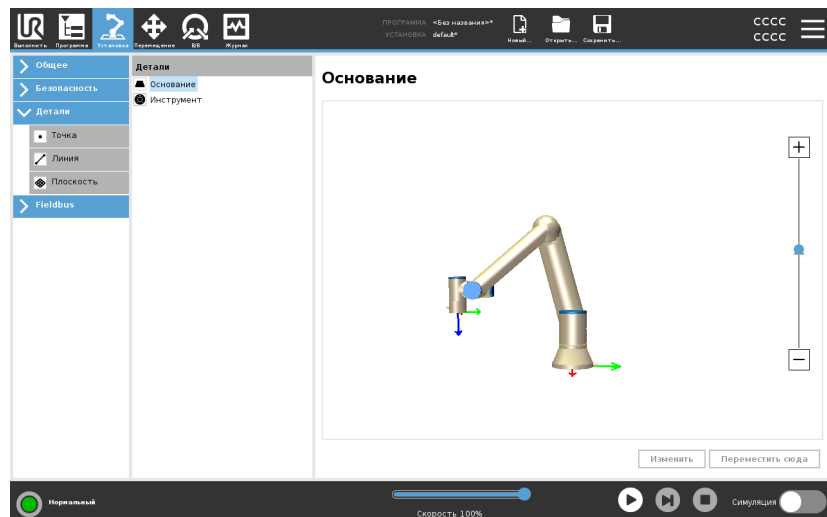 ПРОГРАММА <Без названия>*
УСТАНОВКА default*
UR
Выполнить Программа Установка Перемещение В/В Журнал
Новый... Открыть... Сохранить...
CCCC
CCCC
Общее
Безопасность
Детали
Точка
Линия
Плоскость
Fieldbus
Детали
Основание
Инструмент
Основание
Изменить Переместить сюда
Нормальный
Скорость 100%
Симуляция